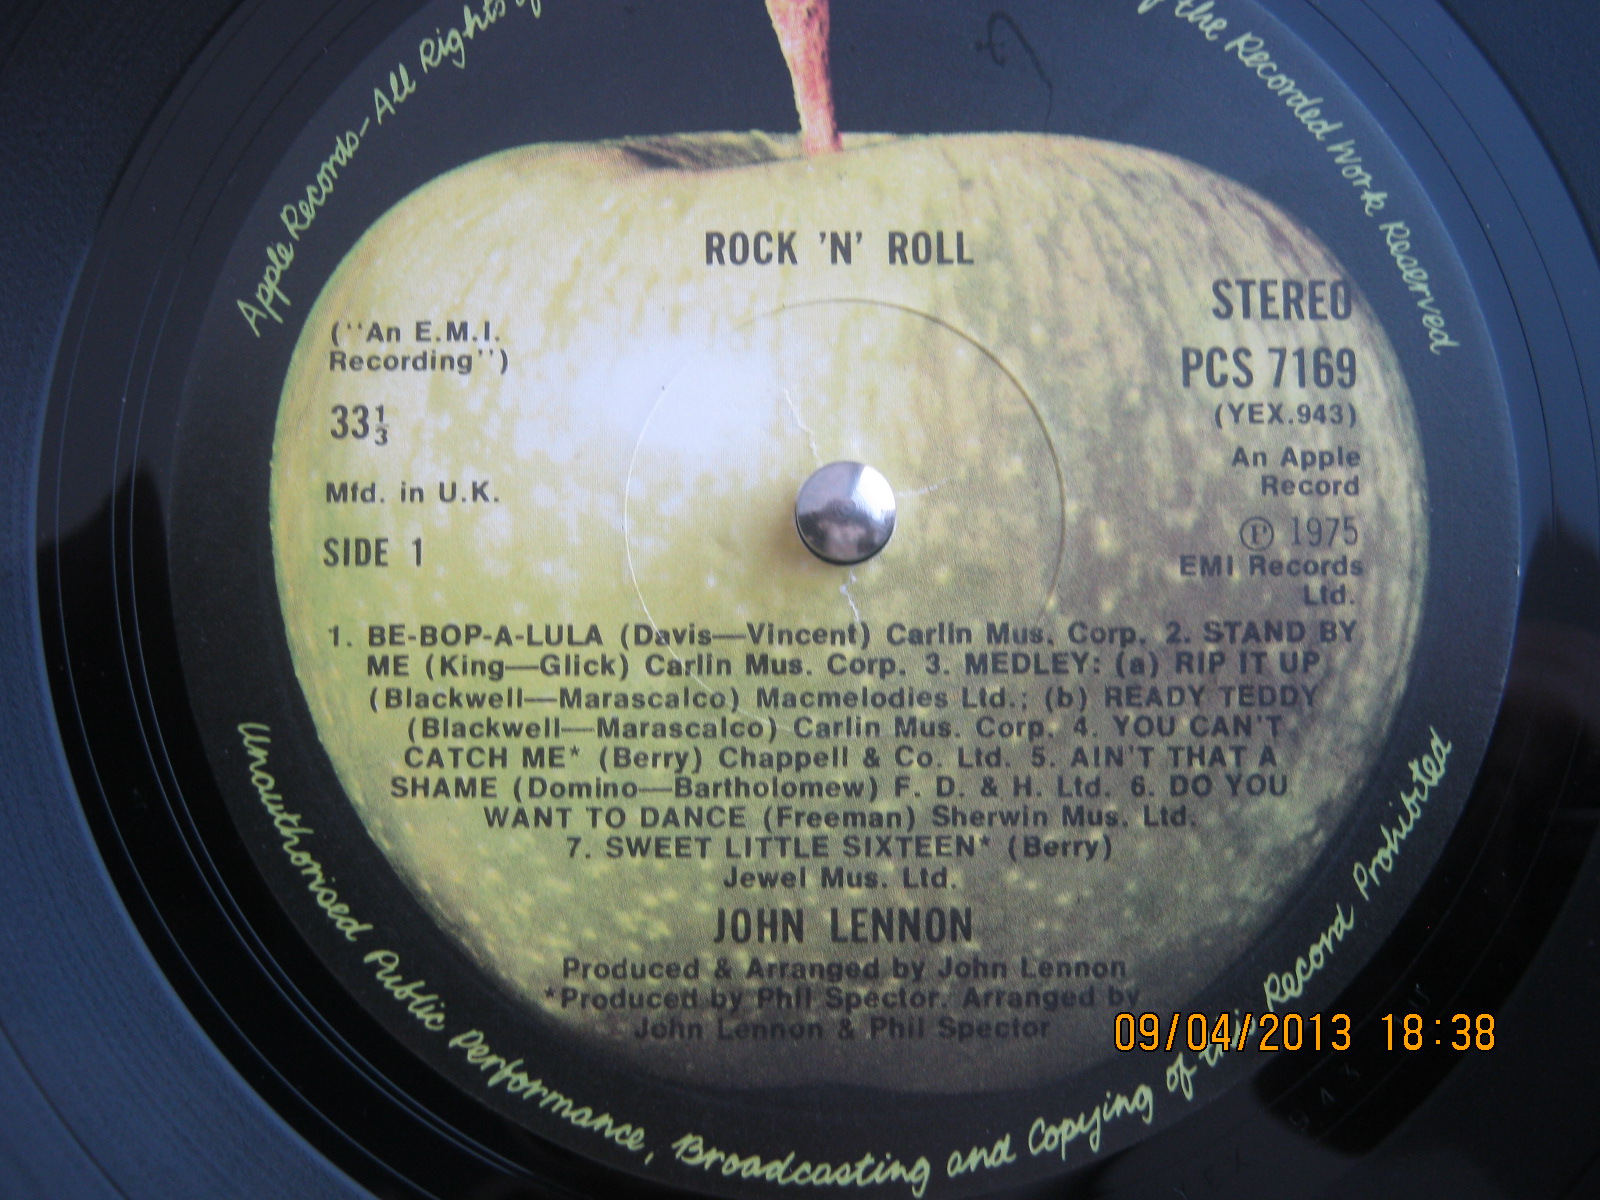 Apple Records–All Rights of
the Recorded Work Reserved
ROCK 'N' ROLL
STEREO
(''An E.M.I.
Recording'')
PCS 7169
33⅓
(YEX.943)
An Apple
Record
Mfd. in U.K.
℗ 1975
SIDE 1
EMI Records
Ltd.
1. BE-BOP-A-LULA (Davis—Vincent) Carlin Mus. Corp. 2. STAND BY
ME (King—Glick) Carlin Mus. Corp. 3. MEDLEY: (a) RIP IT UP
(Blackwell—Marascalco) Macmelodies Ltd.; (b) READY TEDDY
(Blackwell—Marascalco) Carlin Mus. Corp. 4. YOU CAN'T
CATCH ME* (Berry) Chappell & Co. Ltd. 5. AIN'T THAT A
SHAME (Domino—Bartholomew) F. D. & H. Ltd. 6. DO YOU
WANT TO DANCE (Freeman) Sherwin Mus. Ltd.
7. SWEET LITTLE SIXTEEN* (Berry)
Jewel Mus. Ltd.
JOHN LENNON
Produced & Arranged by John Lennon
*Produced by Phil Spector. Arranged by
John Lennon & Phil Spector
Unauthorised Public Performance, Broadcasting and Copying of this Record Prohibited
09/04/2013 18:38